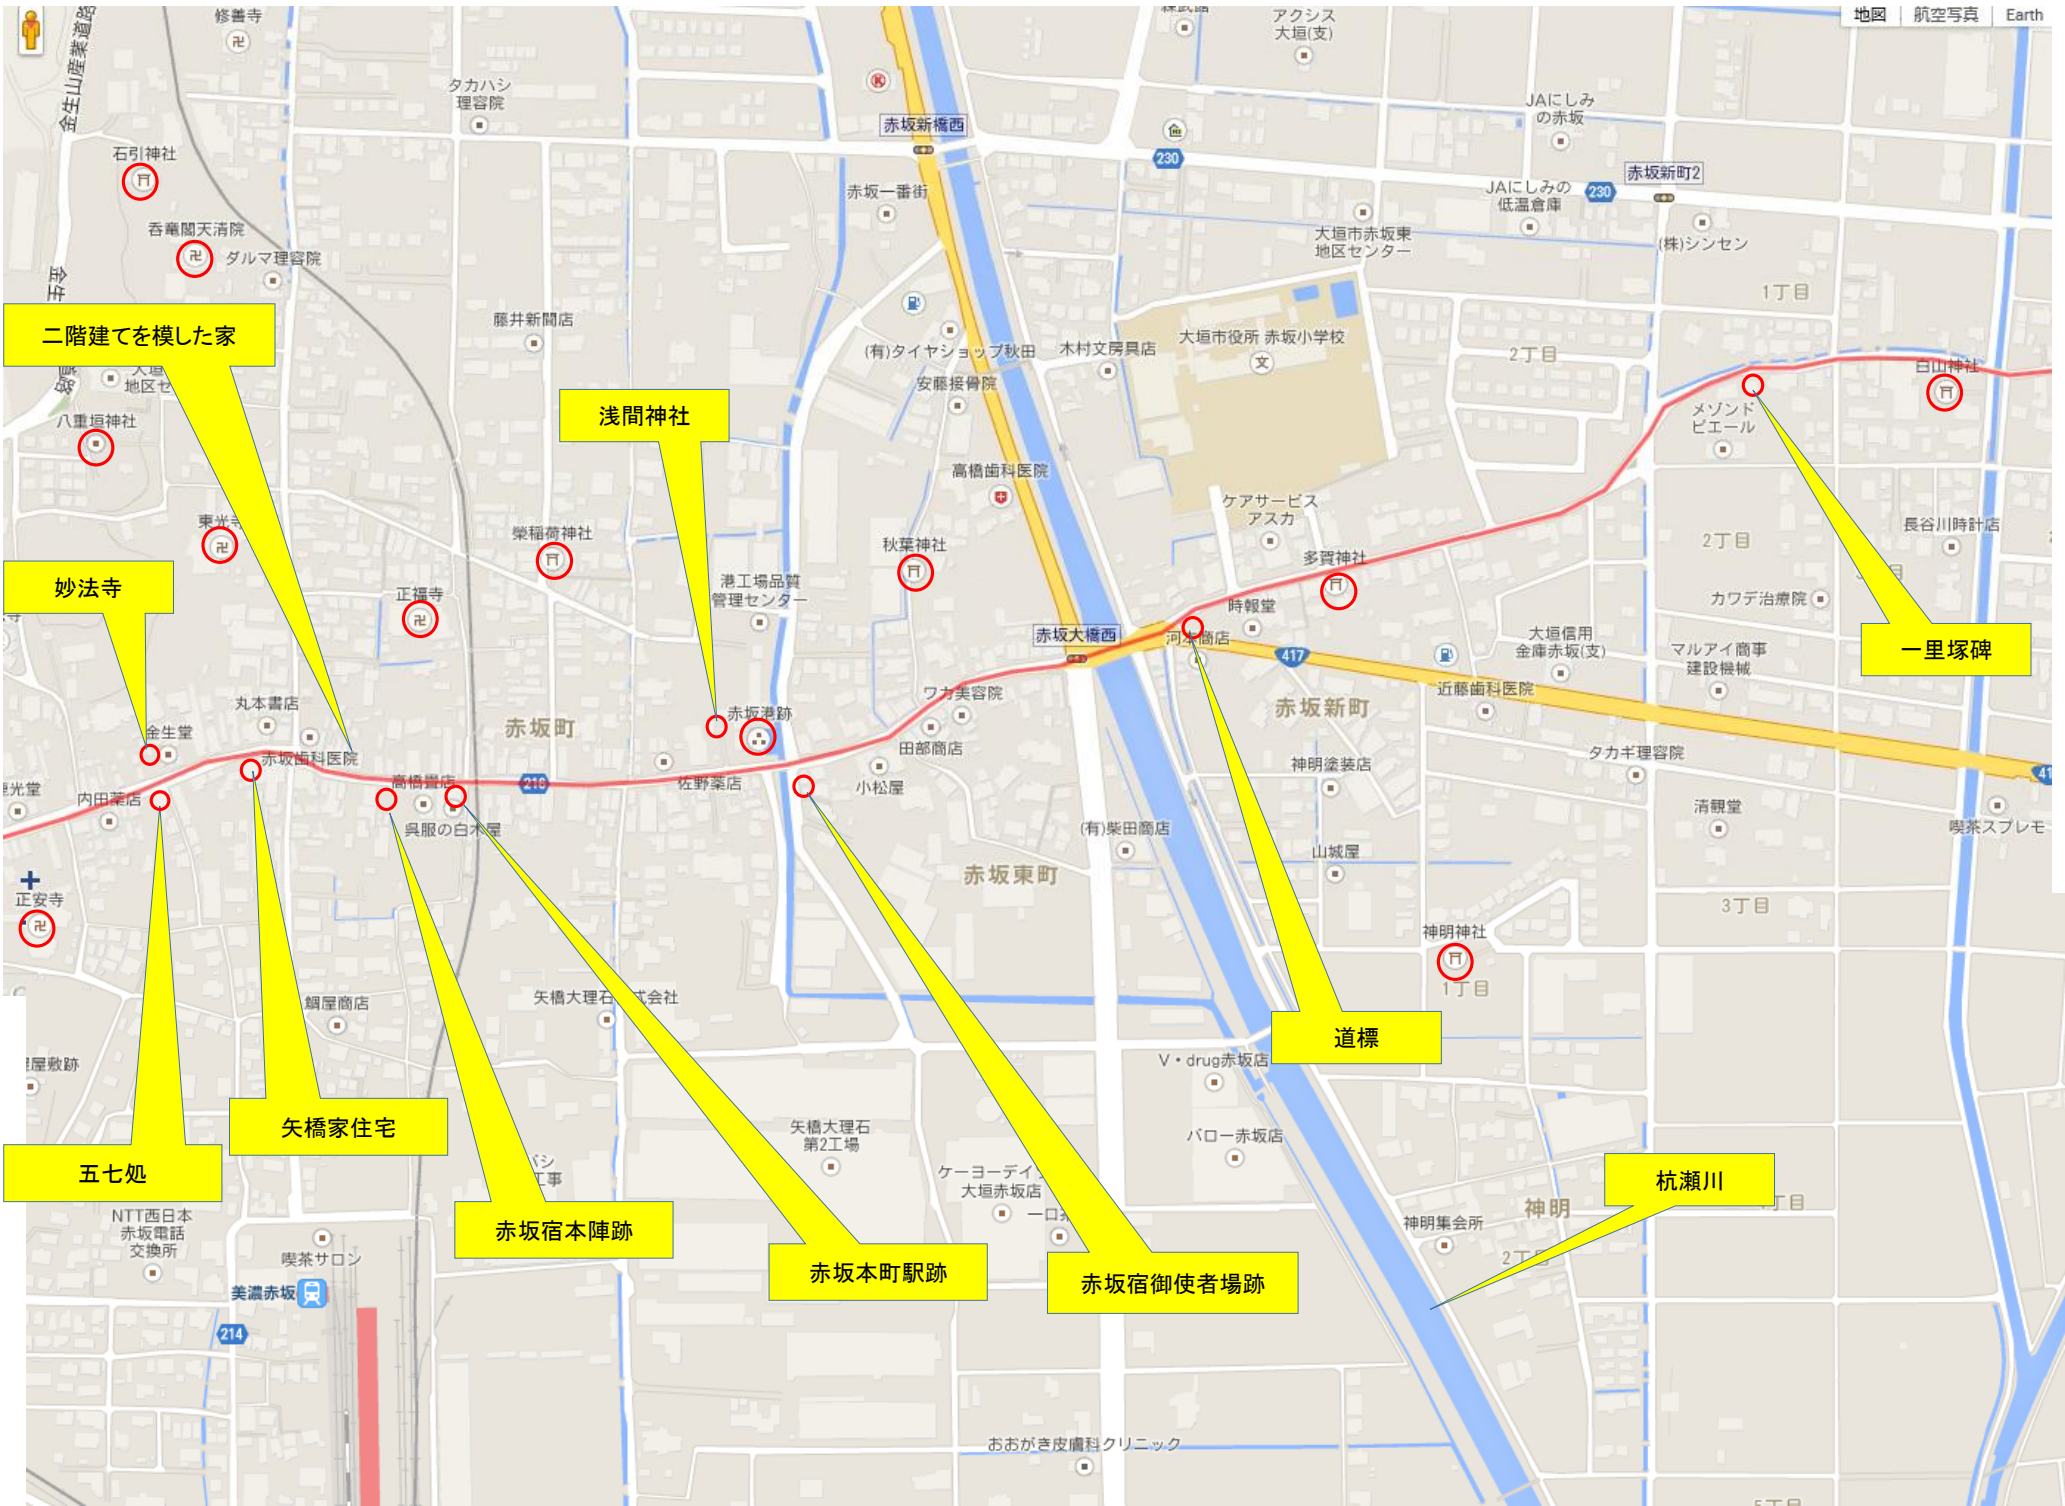 地図
航空写真
Earth
修善寺
金生山産業道路
タカハシ
理容院
アクシス
大垣(支)
赤坂新橋西
JAにしみ
の赤坂
230
石引神社
赤坂新町2
赤坂一番街
JAにしみの
低温倉庫
230
呑竜閣天清院
ダルマ理容院
大垣市赤坂東
地区センター
(株)シンセン
1丁目
二階建てを模した家
藤井新聞店
(有)タイヤショップ秋田
木村文房具店
大垣市役所 赤坂小学校
2丁目
白山神社
安藤接骨院
八重垣神社
浅間神社
メゾンド
ピエール
高橋歯科医院
ケアサービス
アスカ
東光寺
榮稲荷神社
秋葉神社
多賀神社
2丁目
長谷川時計店
妙法寺
正福寺
港工場品質
管理センター
時報堂
カワデ治療院
赤坂大橋西
河本商店
417
大垣信用
金庫赤坂(支)
マルアイ商事
建設機械
一里塚碑
丸本書店
赤坂町
赤坂港跡
ワカ美容院
赤坂新町
近藤歯科医院
金生堂
赤坂歯科医院
田部商店
タカギ理容院
神明塗装店
高橋畳店
216
佐野薬店
小松屋
内田薬店
呉服の白木屋
清観堂
喫茶スプレモ
(有)柴田商店
山城屋
赤坂東町
正安寺
3丁目
神明神社
1丁目
鯛屋商店
道標
V・drug赤坂店
矢橋家住宅
矢橋大理石
第2工場
バロー赤坂店
五七処
大垣赤坂店
杭瀬川
NTT西日本
赤坂電話
交換所
赤坂宿本陣跡
神明集会所
神明
喫茶サロン
赤坂本町駅跡
赤坂宿御使者場跡
美濃赤坂
214
おおがき皮膚科クリニック